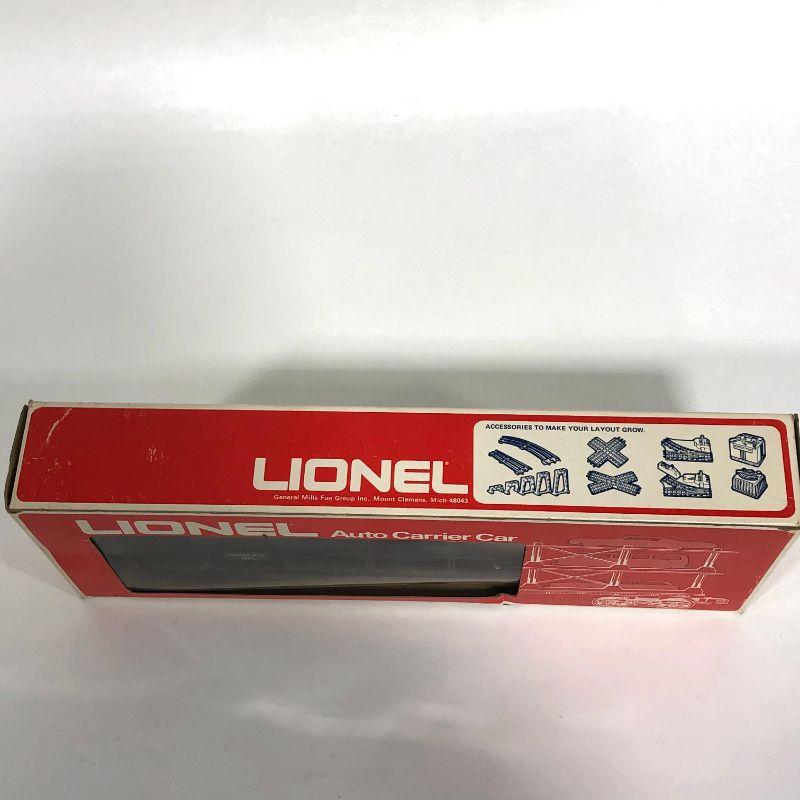 ACCESSORIES TO MAKE YOUR LAYOUT GROW.
LIONEL
General Mills Fun Group Inc., Mount Clemens, Mich 48043
LIONEL Auto Carrier Car